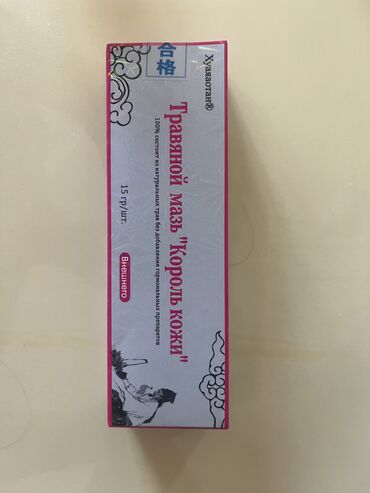 合格
Хуаяаотан®
Травяной мазь "Король кожи"
100% состоит из натуральных трав без добавления гормональных препаратов
15 гр/шт.
Внешнего